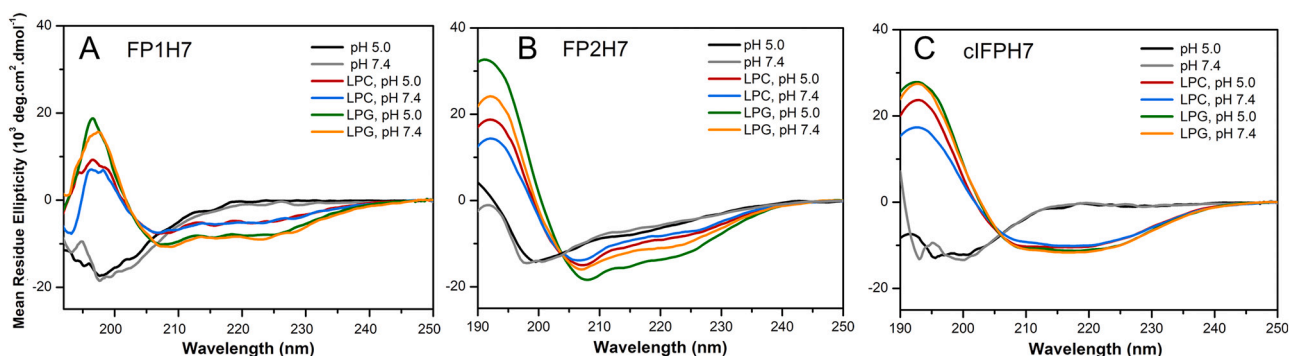 Mean Residue Ellipticity (10³ deg.cm².dmol⁻¹)
40
20
0
-20
A FP1H7
pH 5.0
pH 7.4
LPC, pH 5.0
LPC, pH 7.4
LPG, pH 5.0
LPG, pH 7.4
200 210 220 230 240 250
Wavelength (nm)
40
20
0
-20
B FP2H7
pH 5.0
pH 7.4
LPC, pH 5.0
LPC, pH 7.4
LPG, pH 5.0
LPG, pH 7.4
190 200 210 220 230 240 250
Wavelength (nm)
40
20
0
-20
C cIFPH7
pH 5.0
pH 7.4
LPC, pH 5.0
LPC, pH 7.4
LPG, pH 5.0
LPG, pH 7.4
190 200 210 220 230 240 250
Wavelength (nm)